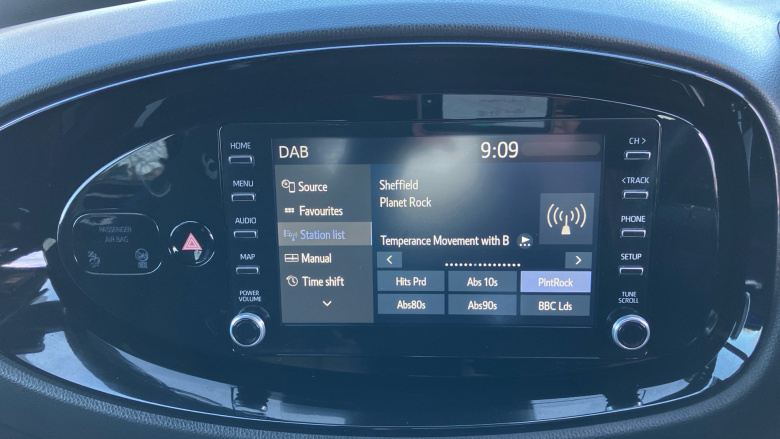 HOME
MENU
AUDIO
MAP
POWER
VOLUME
PASSENGER
AIR BAG
DAB
9:09
Source
Favourites
Station list
Manual
Time shift
Sheffield
Planet Rock
Temperance Movement with B
<
>
Hits Prd
Abs 10s
PlntRock
Abs80s
Abs90s
BBC Lds
CH >
< TRACK
PHONE
SETUP
TUNE
SCROLL